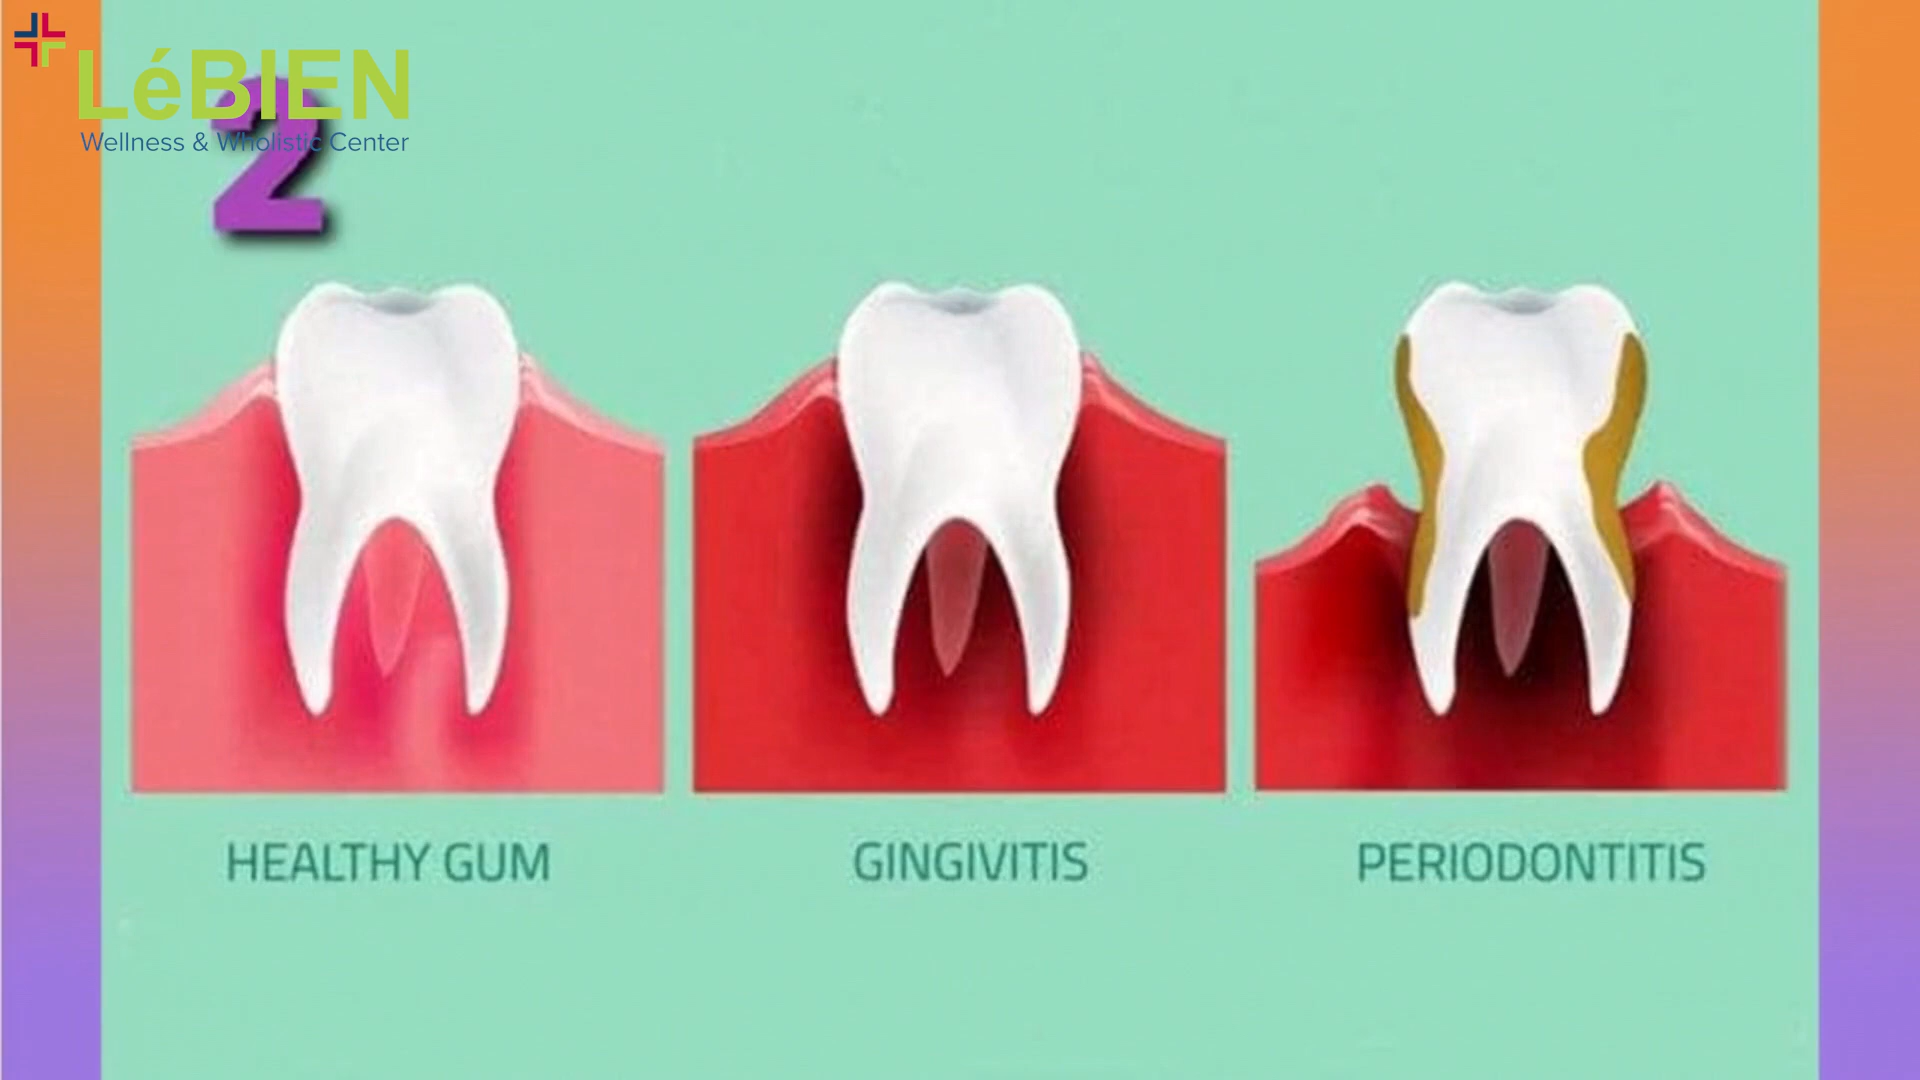 LéBIEN
Wellness & Wholistic Center
2
HEALTHY GUM
GINGIVITIS
PERIODONTITIS